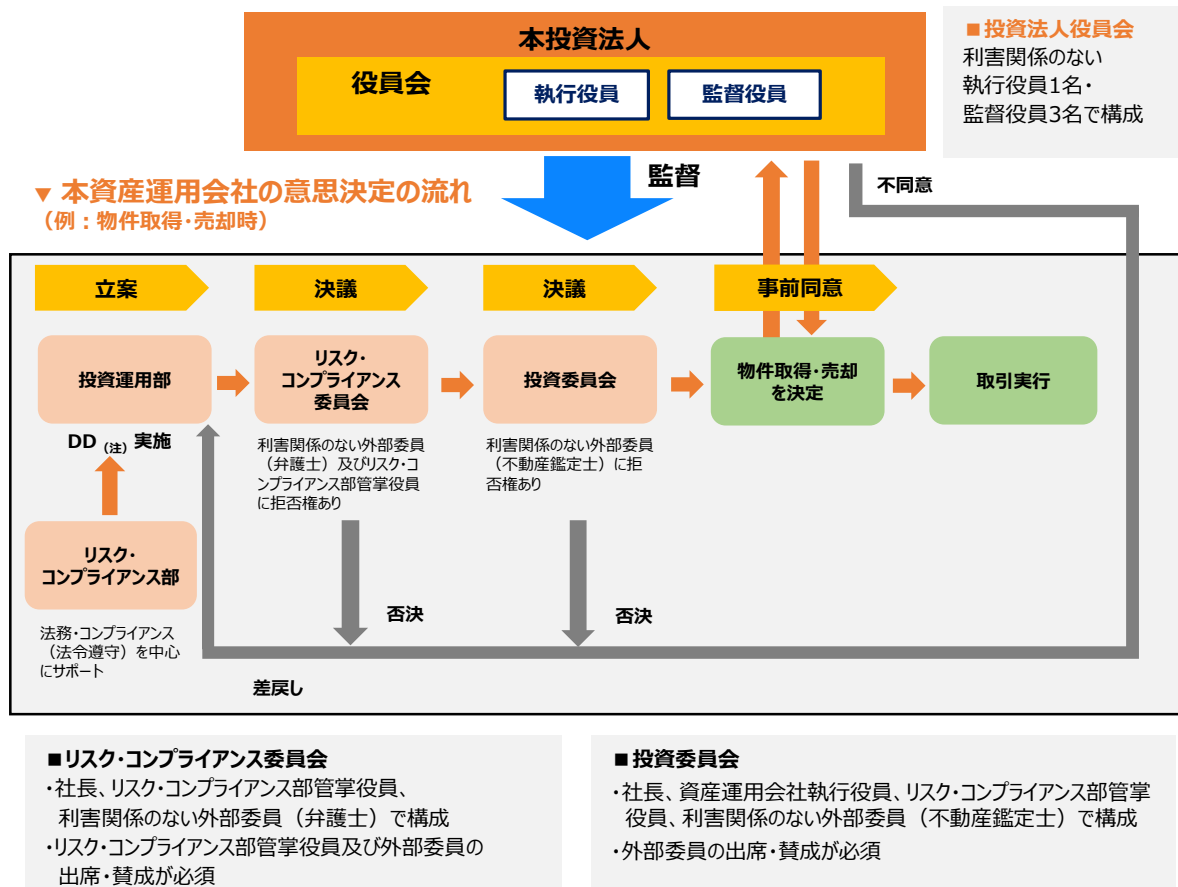 本投資法人
役員会
執行役員
監督役員
■投資法人役員会
利害関係のない
執行役員1名・
監督役員3名で構成
監督
不同意
▼ 本資産運用会社の意思決定の流れ
（例：物件取得・売却時）
立案
決議
決議
事前同意
投資運用部
リスク・
コンプライアンス
委員会
投資委員会
物件取得・売却
を決定
取引実行
DD（注）実施
利害関係のない外部委員
（弁護士）及びリスク・コ
ンプライアンス部管掌役員
に拒否権あり
利害関係のない外部委員
（不動産鑑定士）に拒
否権あり
リスク・
コンプライアンス部
否決
否決
法務・コンプライアンス
（法令遵守）を中心
にサポート
差戻し
■リスク・コンプライアンス委員会
・社長、リスク・コンプライアンス部管掌役員、
利害関係のない外部委員（弁護士）で構成
・リスク・コンプライアンス部管掌役員及び外部委員の
出席・賛成が必須
■投資委員会
・社長、資産運用会社執行役員、リスク・コンプライアンス部管掌
役員、利害関係のない外部委員（不動産鑑定士）で構成
・外部委員の出席・賛成が必須